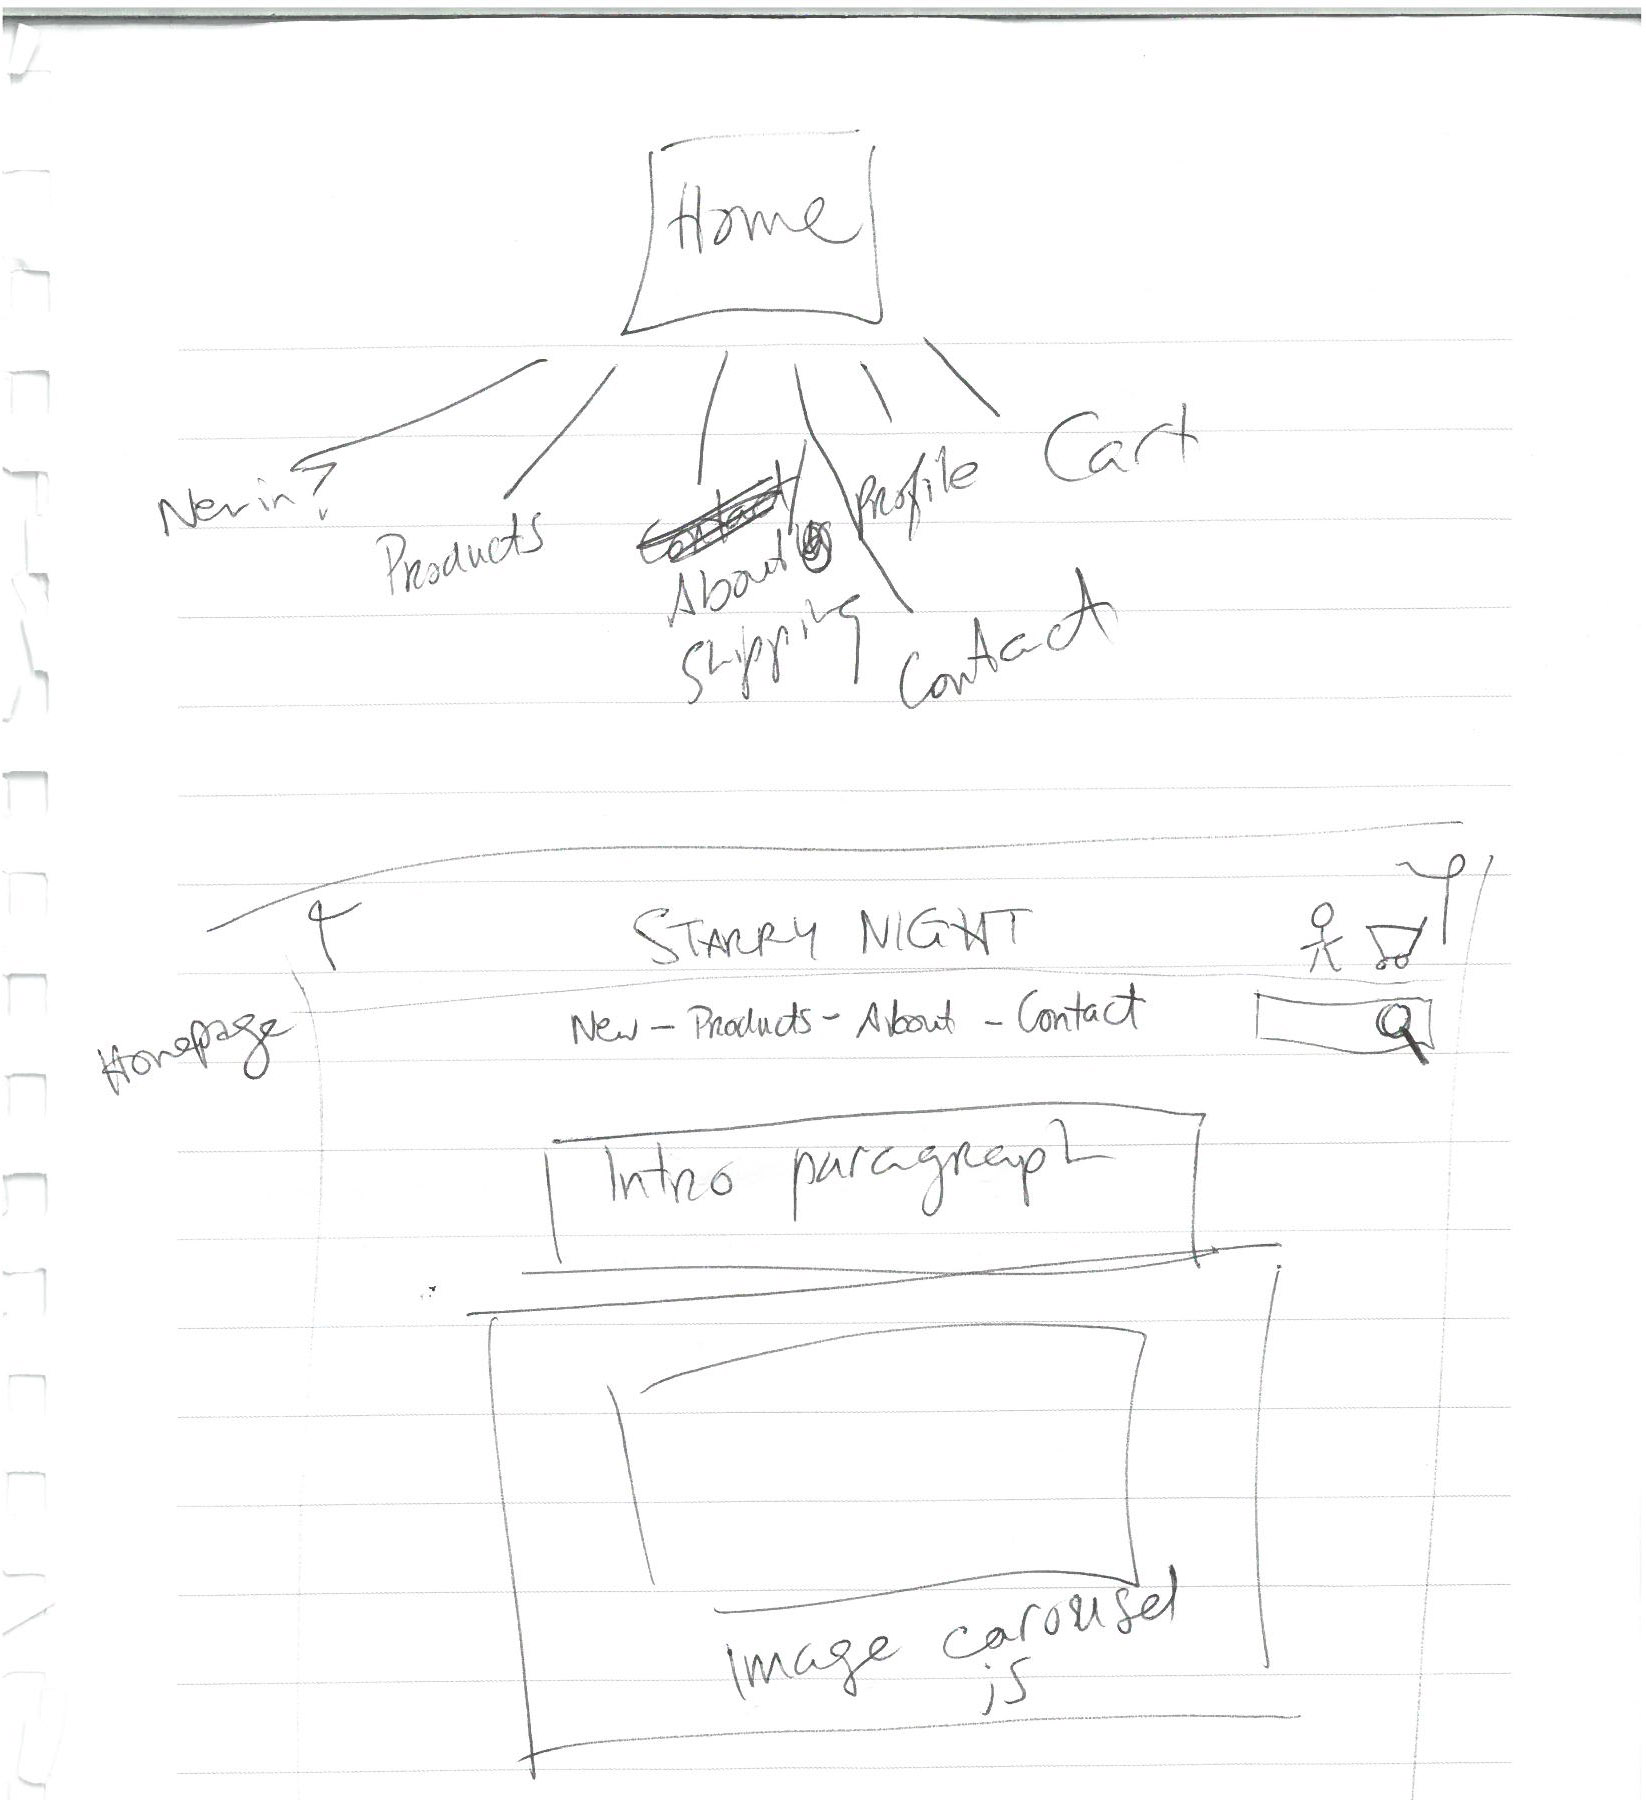 Home
New in?
Products
Contact
About
Shipping
Profile
Cart
Contact
STARRY NIGHT
Homepage
New - Products - About - Contact
Intro paragraph
Image carousel
js